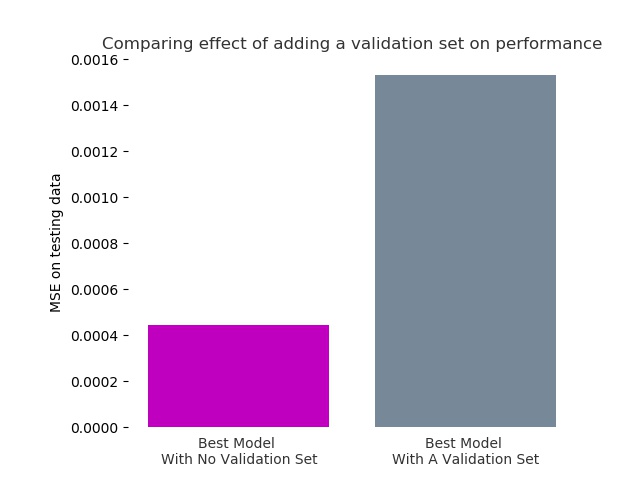 Comparing effect of adding a validation set on performance
0.0016
0.0014
0.0012
0.0010
0.0008
0.0006
0.0004
0.0002
0.0000
MSE on testing data
Best Model
With No Validation Set
Best Model
With A Validation Set